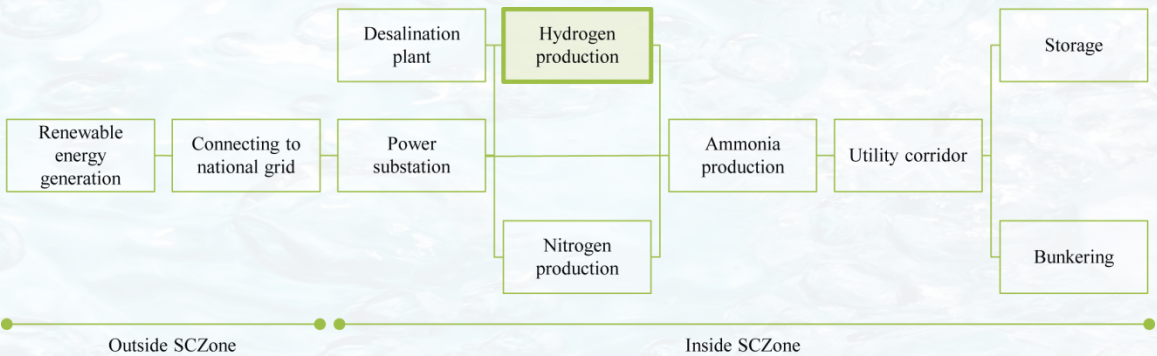 Desalination
plant
Hydrogen
production
Storage
Renewable
energy
generation
Connecting to
national grid
Power
substation
Ammonia
production
Utility corridor
Nitrogen
production
Bunkering
Outside SCZone
Inside SCZone